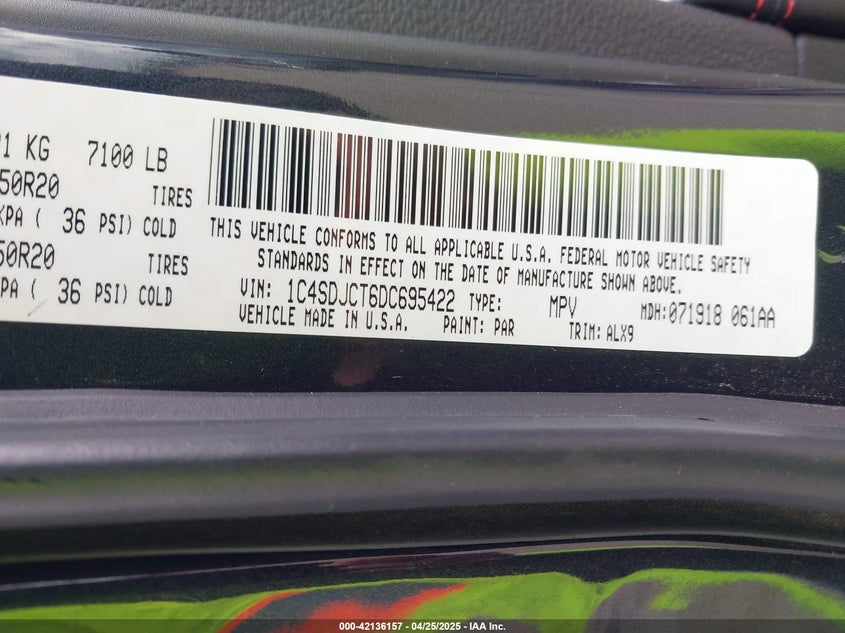 01 KG 7100 LB
50R20 TIRES
KPA ( 36 PSI) COLD
50R20 TIRES
PA ( 36 PSI) COLD
THIS VEHICLE CONFORMS TO ALL APPLICABLE U.S.A. FEDERAL MOTOR VEHICLE SAFETY
STANDARDS IN EFFECT ON THE DATE OF MANUFACTURE SHOWN ABOVE.
VIN: 1C4SDJCT6DC695422 TYPE: MPV MDH:071918 061AA
VEHICLE MADE IN U.S.A. PAINT: PAR TRIM: ALX9
000-42136157 - 04/25/2025 - IAA Inc.